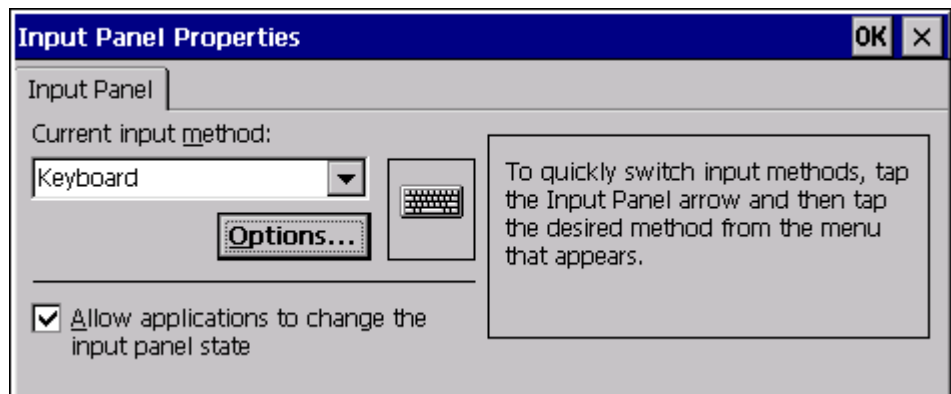 Input Panel Properties OK ×
Input Panel
Current input method:
Keyboard
Options...
To quickly switch input methods, tap
the Input Panel arrow and then tap
the desired method from the menu
that appears.
Allow applications to change the
input panel state